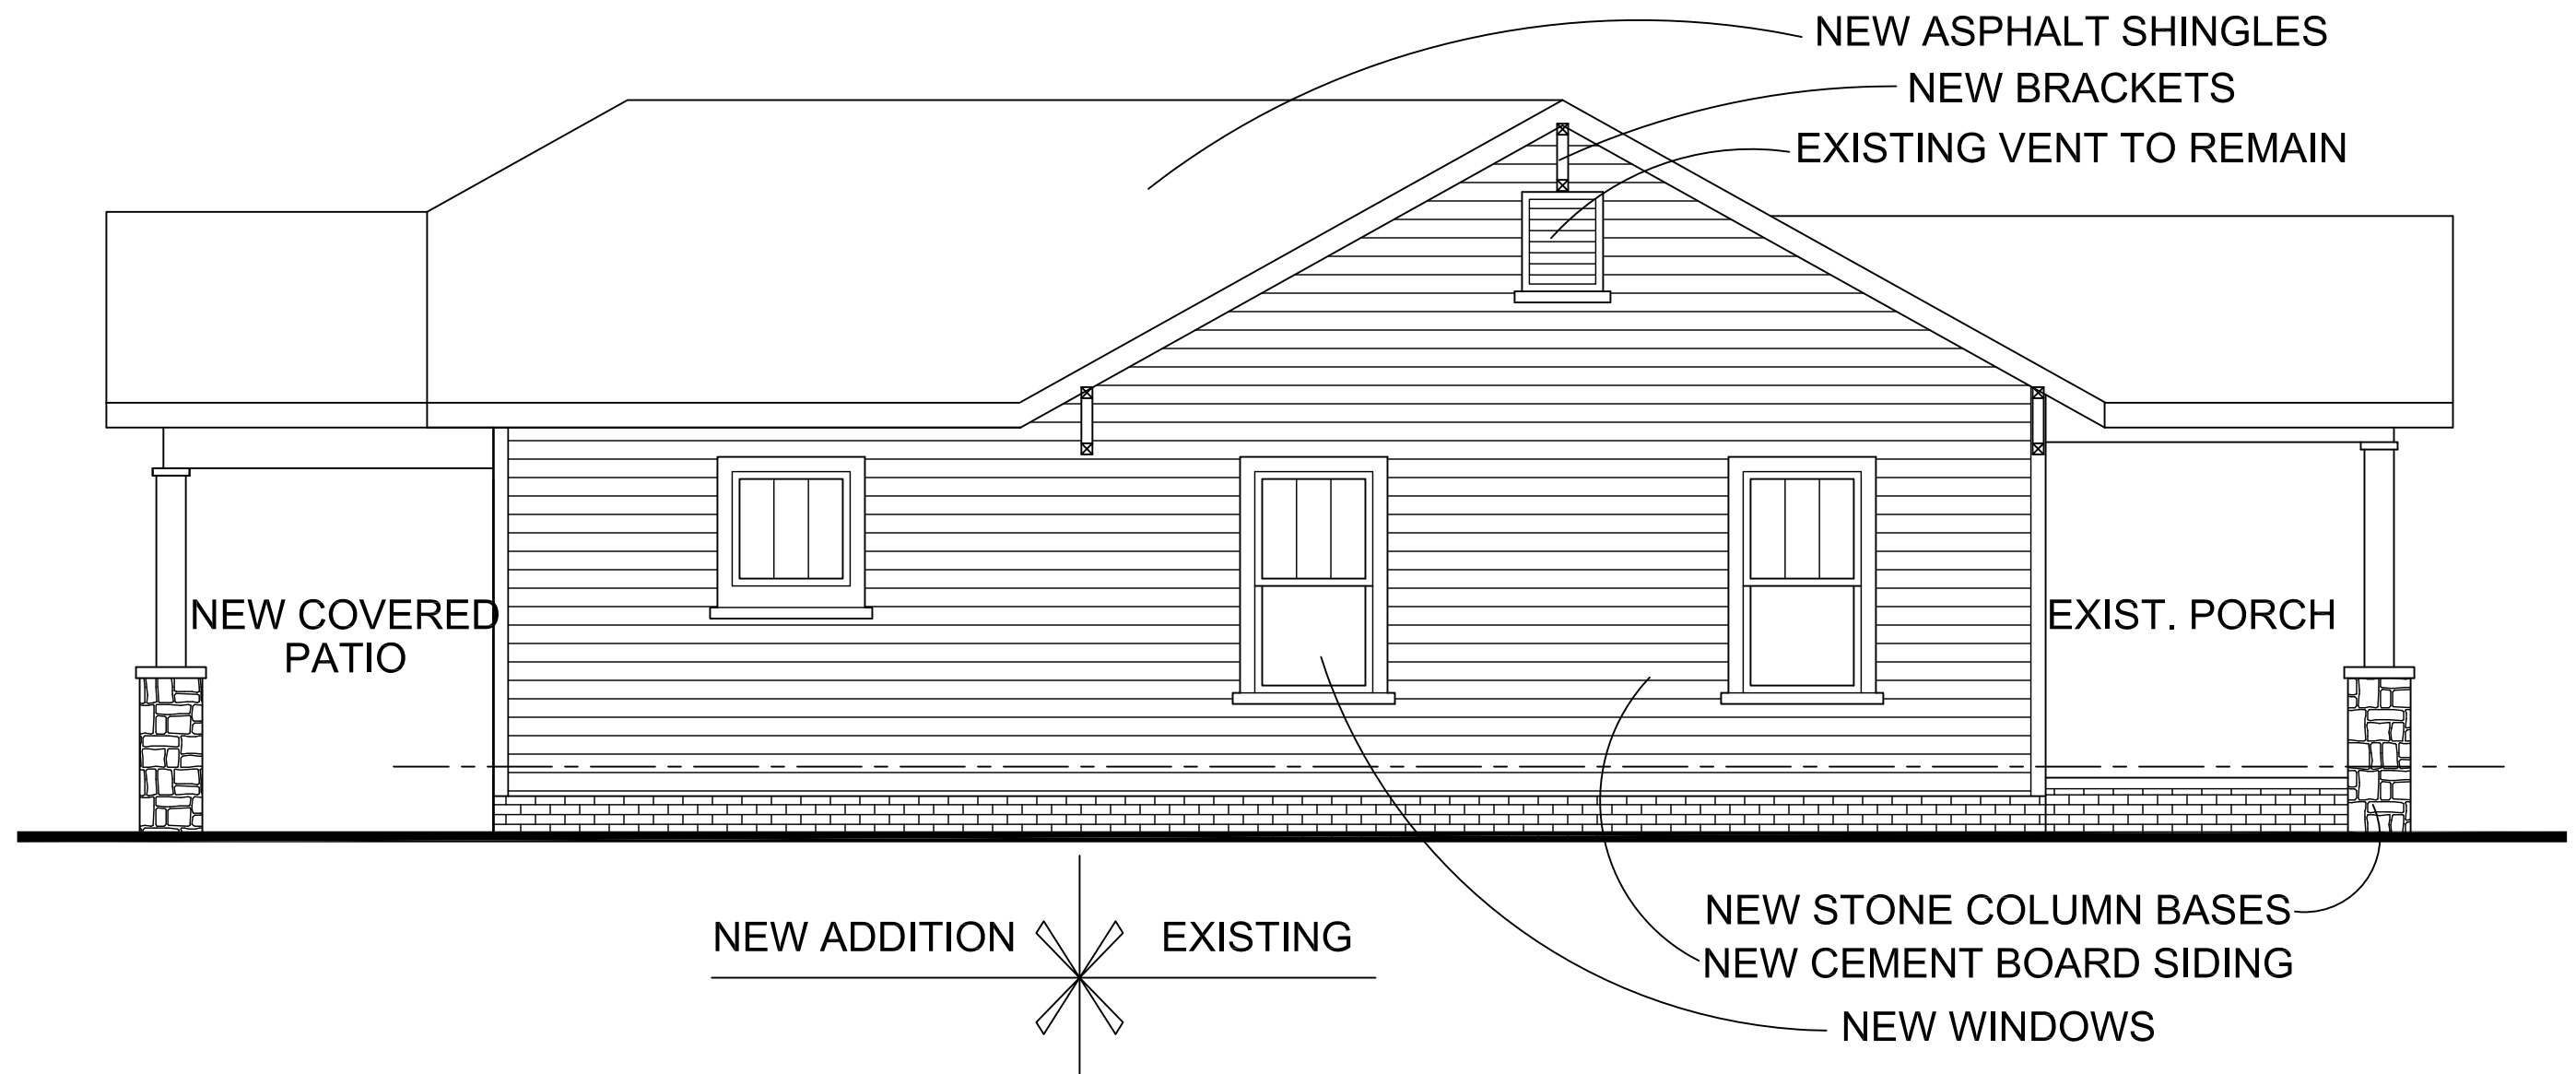 NEW ASPHALT SHINGLES
NEW BRACKETS
EXISTING VENT TO REMAIN
NEW COVERED
PATIO
EXIST. PORCH
NEW ADDITION
EXISTING
NEW STONE COLUMN BASES
NEW CEMENT BOARD SIDING
NEW WINDOWS